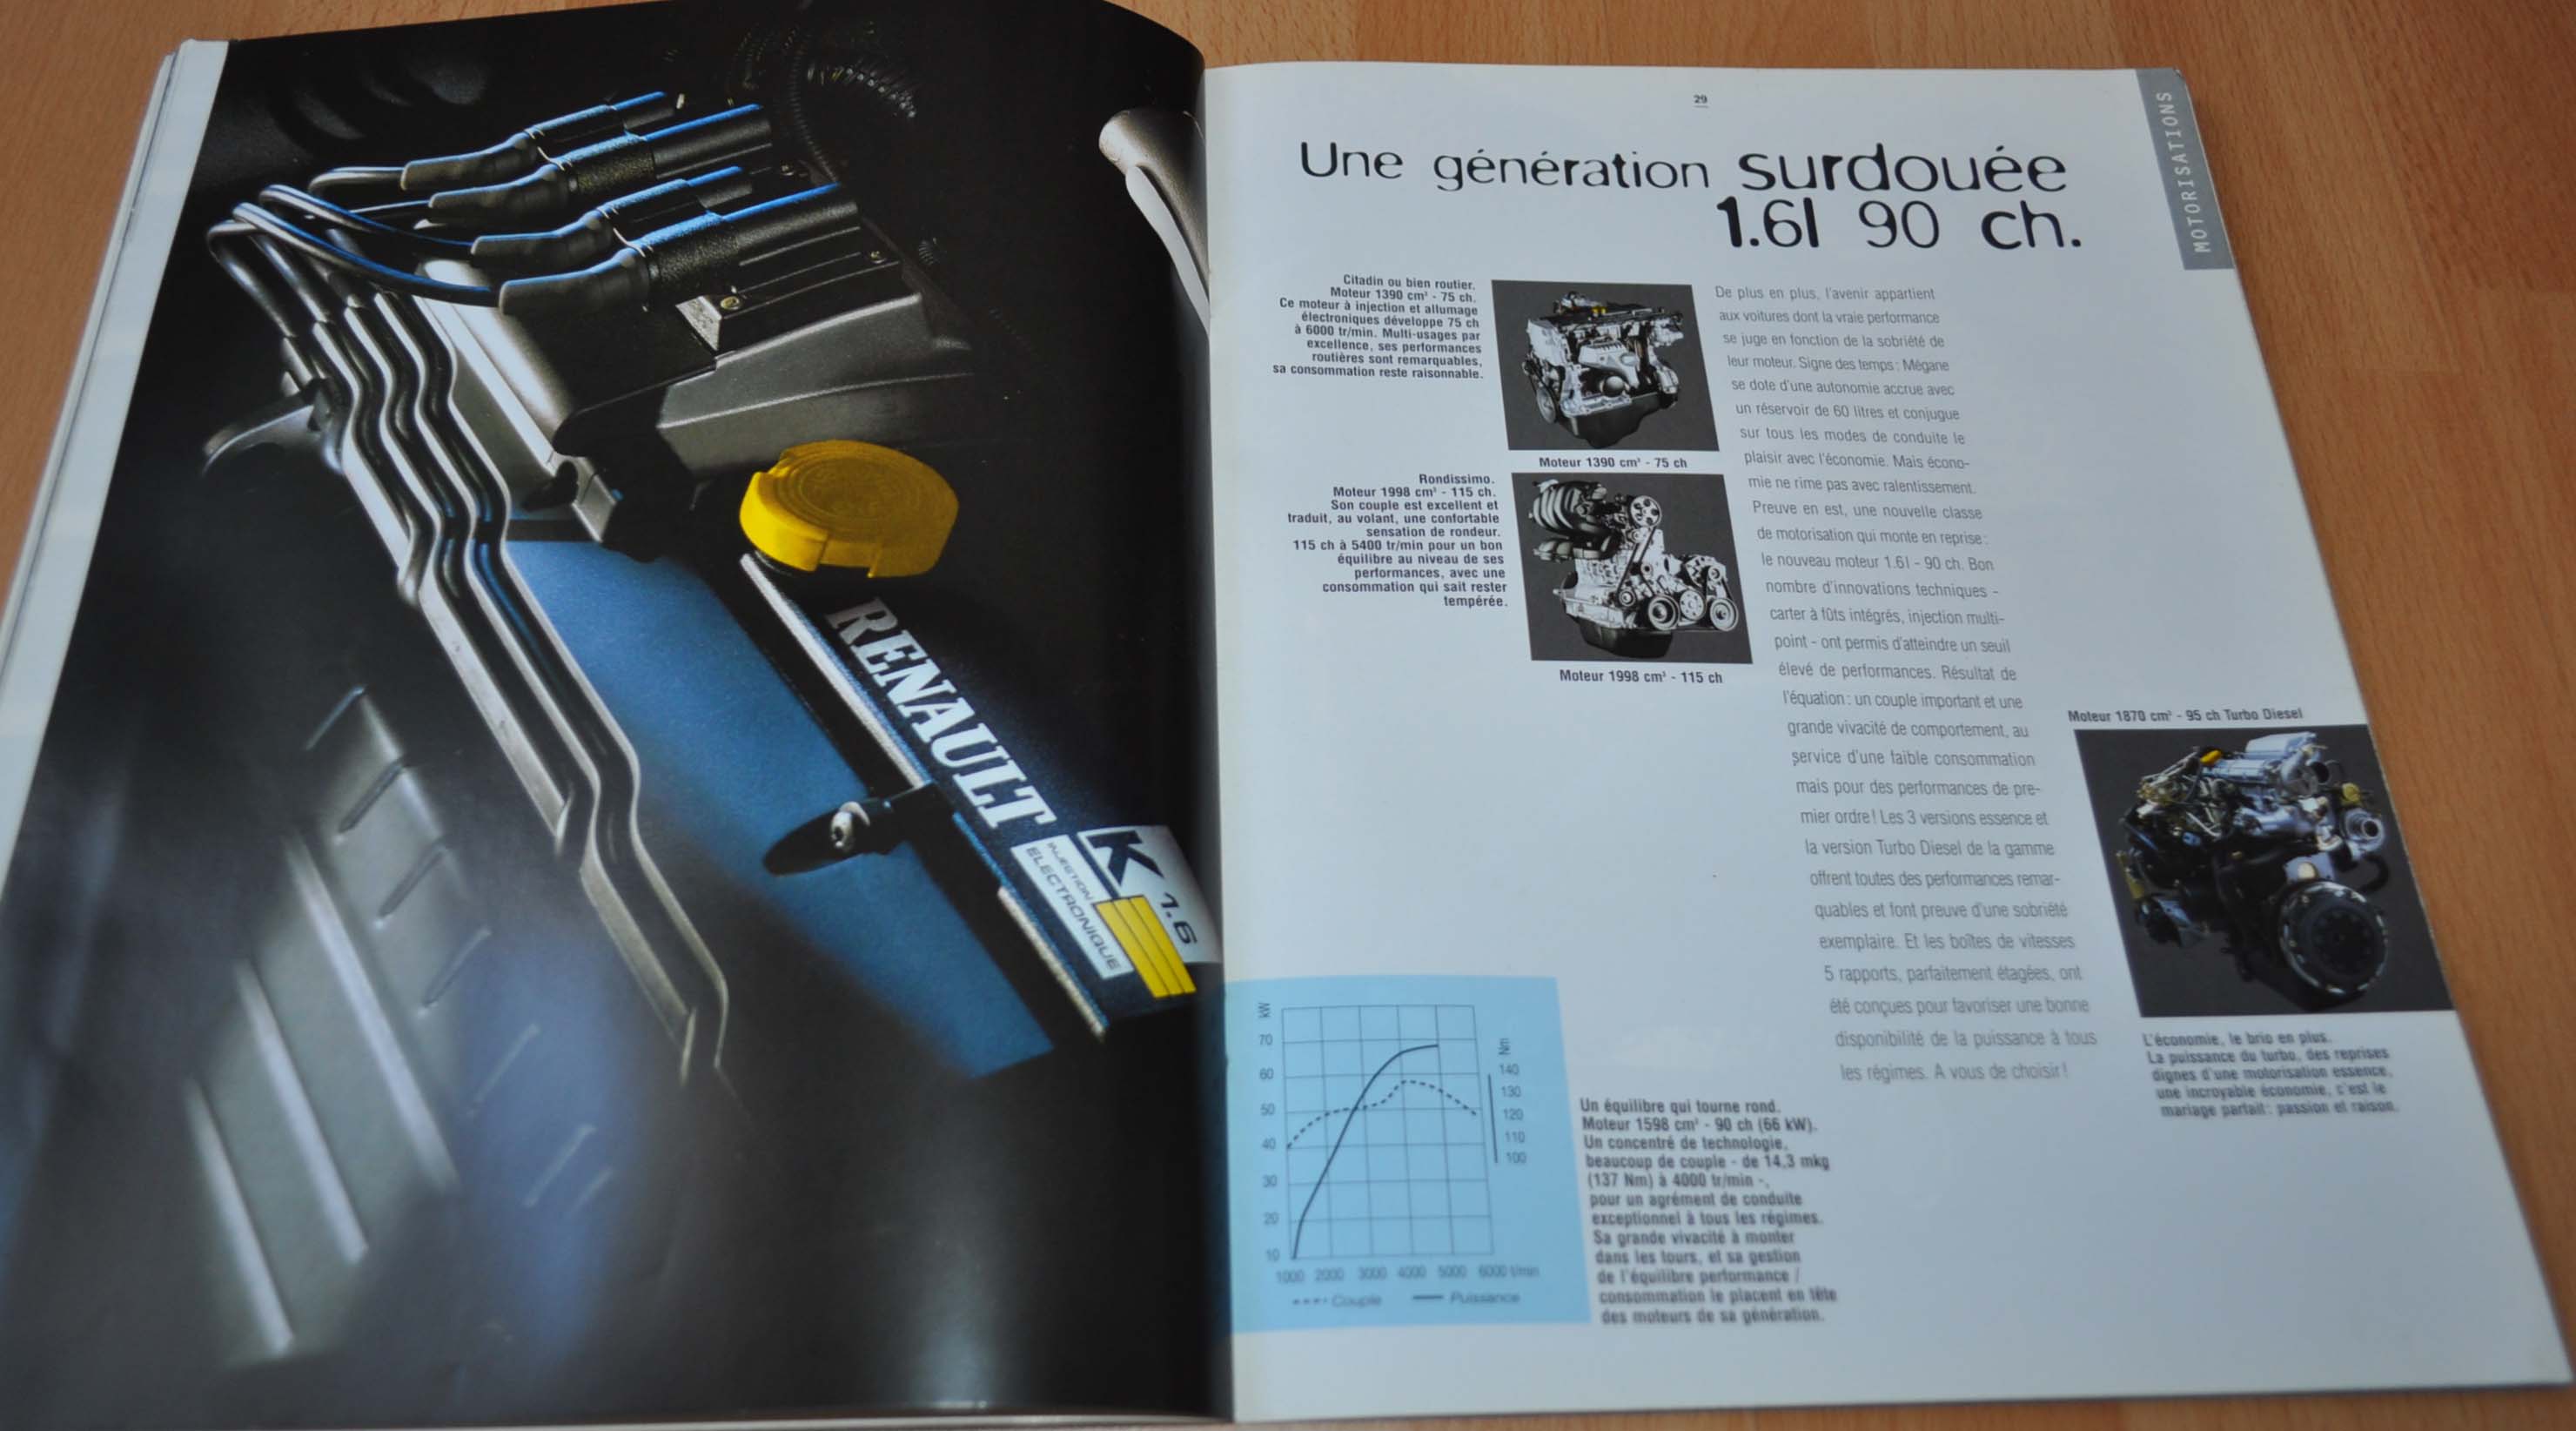 RENAULT
K 1.6
INJECTION
ELECTRONIQUE
29
MOTORISATIONS
Une génération surdouée
1.6l 90 ch.
Citadin ou bien routier.
Moteur 1390 cm³ - 75 ch.
Ce moteur à injection et allumage
électroniques développe 75 ch
à 6000 tr/min. Multi-usages par
excellence, ses performances
routières sont remarquables,
sa consommation reste raisonnable.
Moteur 1390 cm³ - 75 ch
Rondissimo.
Moteur 1998 cm³ - 115 ch.
Son couple est excellent et
traduit, au volant, une confortable
sensation de rondeur.
115 ch à 5400 tr/min pour un bon
équilibre au niveau de ses
performances, avec une
consommation qui sait rester
tempérée.
Moteur 1998 cm³ - 115 ch
De plus en plus, l'avenir appartient
aux voitures dont la vraie performance
se juge en fonction de la sobriété de
leur moteur. Signe des temps : Mégane
se dote d'une autonomie accrue avec
un réservoir de 60 litres et conjugue
sur tous les modes de conduite le
plaisir avec l'économie. Mais écono-
mie ne rime pas avec ralentissement.
Preuve en est, une nouvelle classe
de motorisation qui monte en reprise :
le nouveau moteur 1.6l - 90 ch. Bon
nombre d'innovations techniques -
carter à fûts intégrés, injection multi-
point - ont permis d'atteindre un seuil
élevé de performances. Résultat de
l'équation : un couple important et une
grande vivacité de comportement, au
service d'une faible consommation
mais pour des performances de pre-
mier ordre ! Les 3 versions essence et
la version Turbo Diesel de la gamme
offrent toutes des performances remar-
quables et font preuve d'une sobriété
exemplaire. Et les boîtes de vitesses
5 rapports, parfaitement étagées, ont
été conçues pour favoriser une bonne
disponibilité de la puissance à tous
les régimes. A vous de choisir !
Moteur 1870 cm³ - 95 ch Turbo Diesel
L'économie, le brio en plus.
La puissance du turbo, des reprises
dignes d'une motorisation essence,
une incroyable économie, c'est le
mariage parfait : passion et raison.
kW
70
60
50
40
30
20
10
Nm
140
130
120
110
100
1000 2000 3000 4000 5000 6000 t/min
Couple Puissance
Un équilibre qui tourne rond.
Moteur 1598 cm³ - 90 ch (66 kW).
Un concentré de technologie,
beaucoup de couple - de 14,3 mkg
(137 Nm) à 4000 tr/min -,
pour un agrément de conduite
exceptionnel à tous les régimes.
Sa grande vivacité à monter
dans les tours, et sa gestion
de l'équilibre performance /
consommation le placent en tête
des moteurs de sa génération.